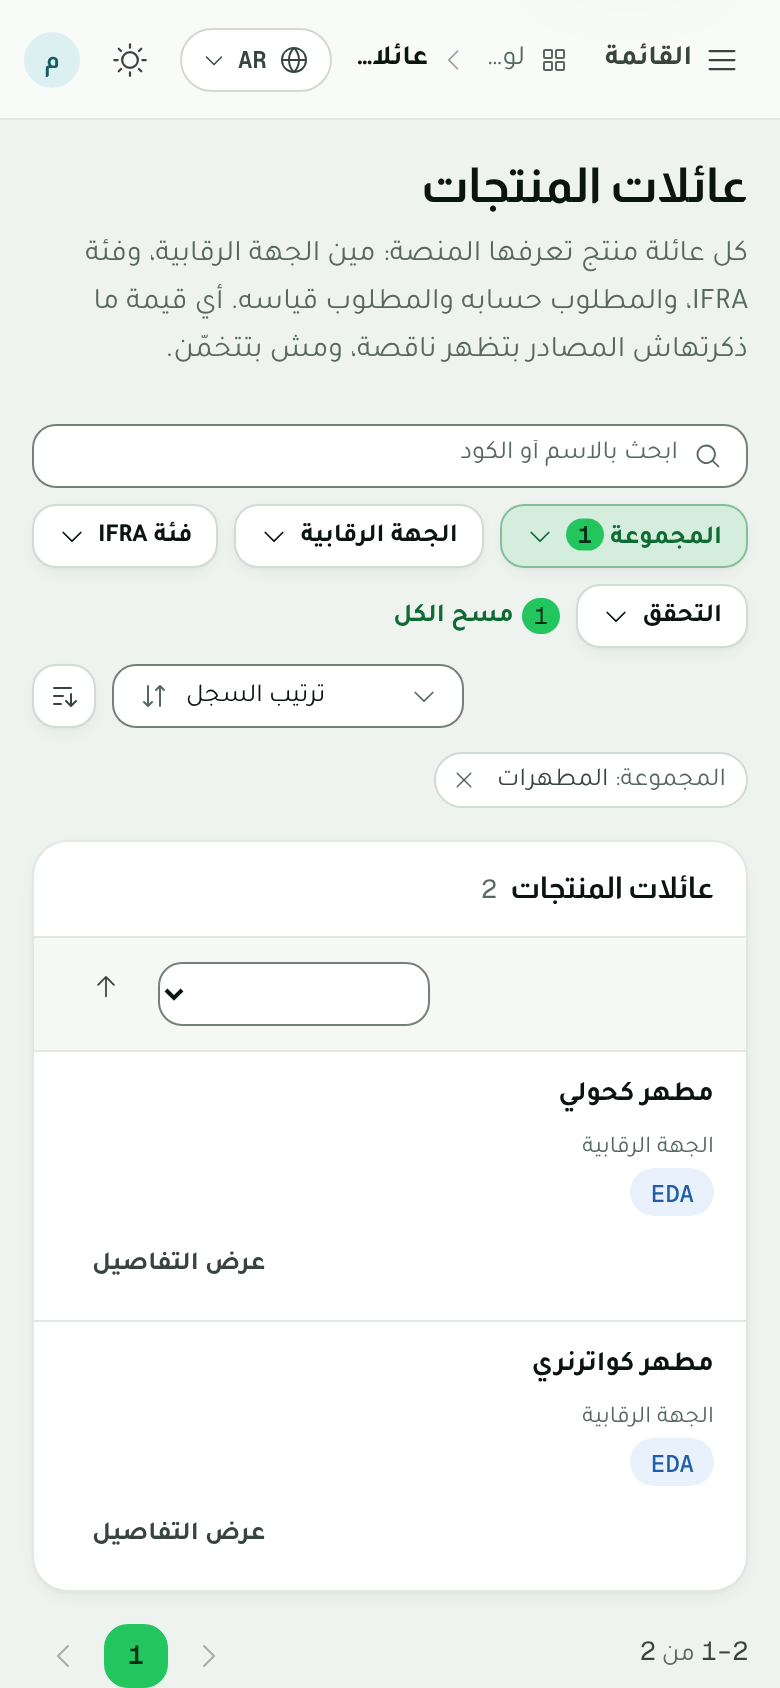 القائمة
لو...
عائلا...
AR
م
عائلات المنتجات
كل عائلة منتج تعرفها المنصة: مين الجهة الرقابية، وفئة
IFRA، والمطلوب حسابه والمطلوب قياسه. أي قيمة ما
ذكرتهاش المصادر بتظهر ناقصة، ومش بتتخمّن.
ابحث بالاسم أو الكود
المجموعة 1
الجهة الرقابية
فئة IFRA
التحقق
1 مسح الكل
ترتيب السجل
المجموعة: المطهرات
عائلات المنتجات 2
مطهر كحولي
الجهة الرقابية
EDA
عرض التفاصيل
مطهر كواترنري
الجهة الرقابية
EDA
عرض التفاصيل
1–2 من 2
1